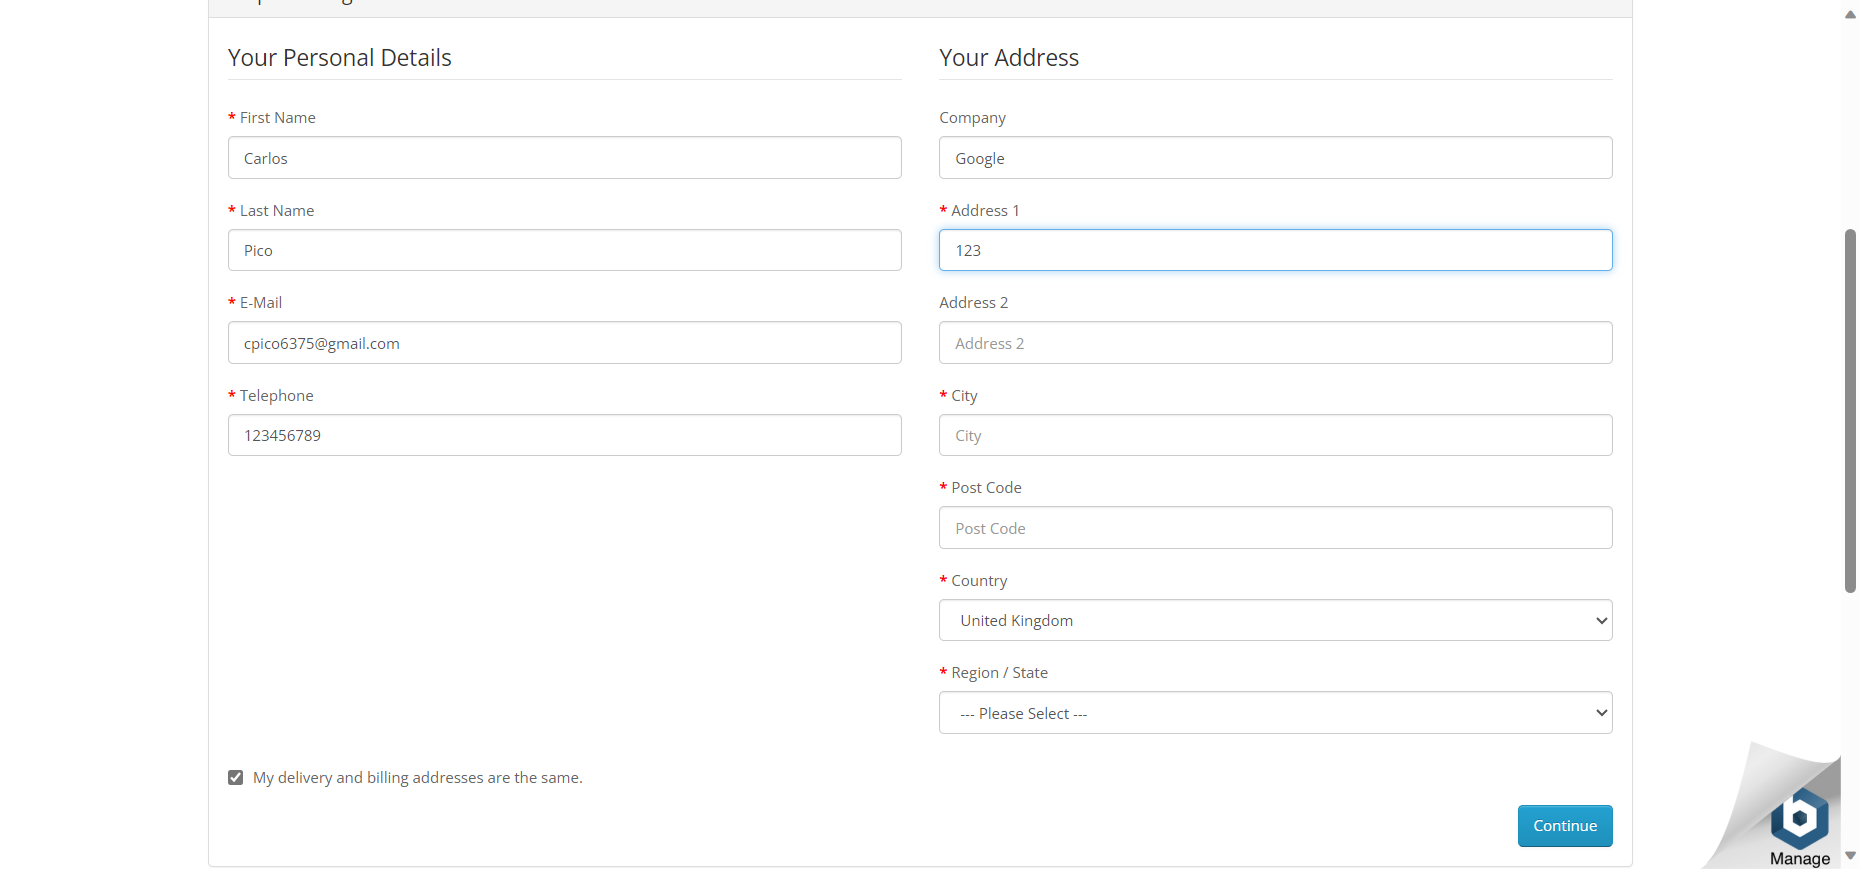 Your Personal Details
* First Name
Carlos
* Last Name
Pico
* E-Mail
cpico6375@gmail.com
* Telephone
123456789
Your Address
Company
Google
* Address 1
123
Address 2
Address 2
* City
City
* Post Code
Post Code
* Country
United Kingdom
* Region / State
--- Please Select ---
My delivery and billing addresses are the same.
Continue
b
Manage